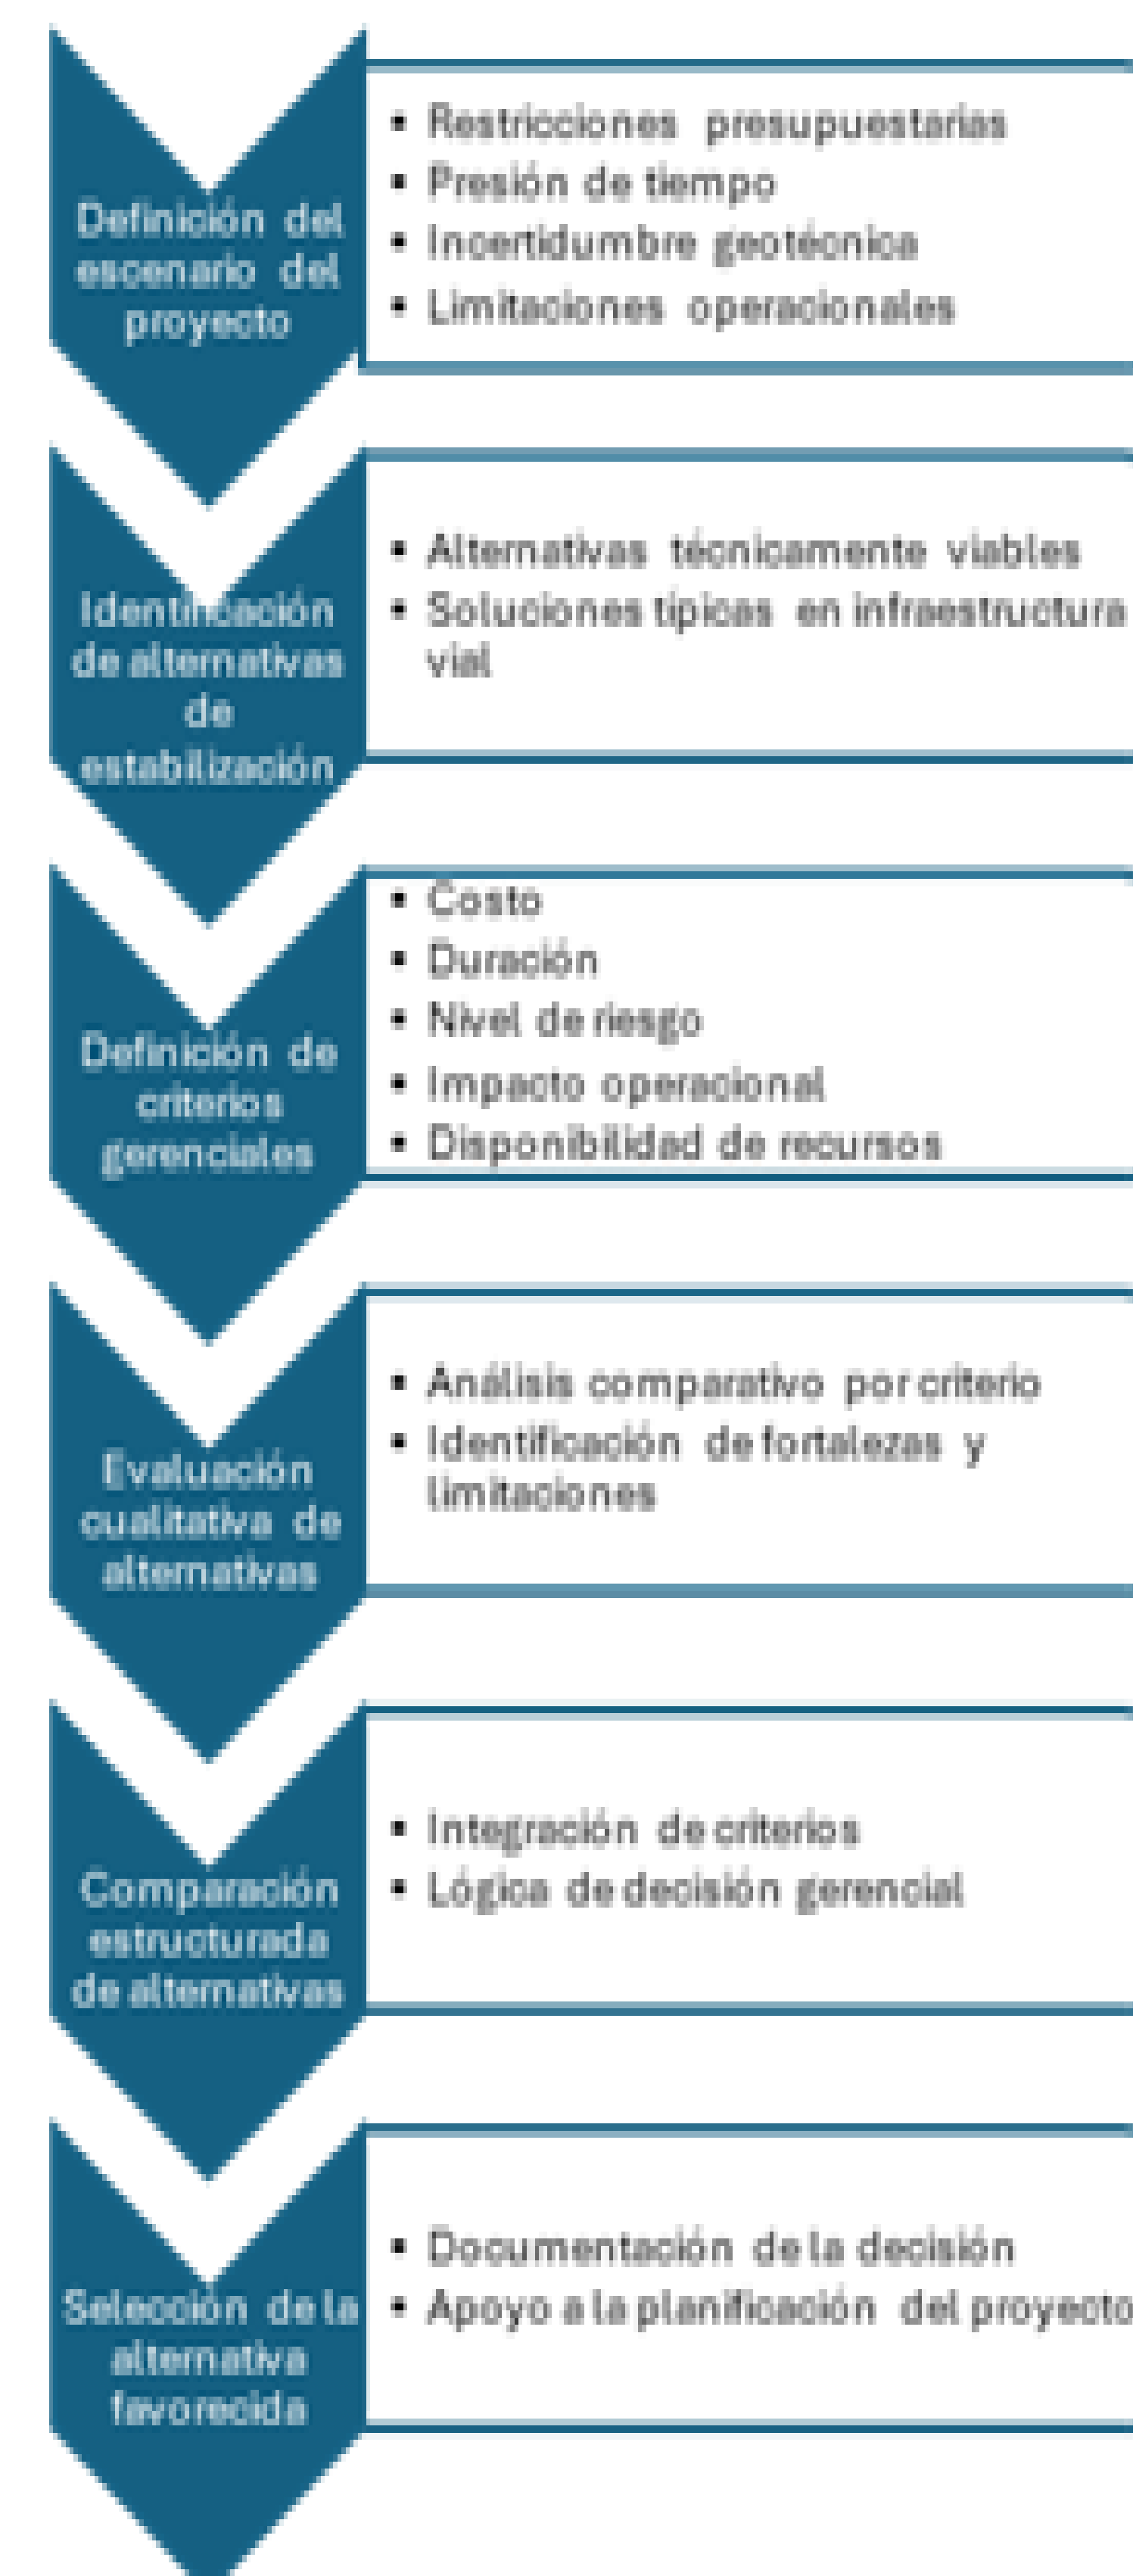 Definición del
escenario del
proyecto
▪ Restricciones presupuestarias
▪ Presión de tiempo
▪ Incertidumbre geotécnica
▪ Limitaciones operacionales
Identificación
de alternativas
de
estabilización
▪ Alternativas técnicamente viables
▪ Soluciones típicas en infraestructura
vial
Definición de
criterios
gerenciales
▪ Costo
▪ Duración
▪ Nivel de riesgo
▪ Impacto operacional
▪ Disponibilidad de recursos
Evaluación
cualitativa de
alternativas
▪ Análisis comparativo por criterio
▪ Identificación de fortalezas y
limitaciones
Comparación
estructurada
de alternativas
▪ Integración de criterios
▪ Lógica de decisión gerencial
Selección de la
alternativa
favorecida
▪ Documentación de la decisión
▪ Apoyo a la planificación del proyecto